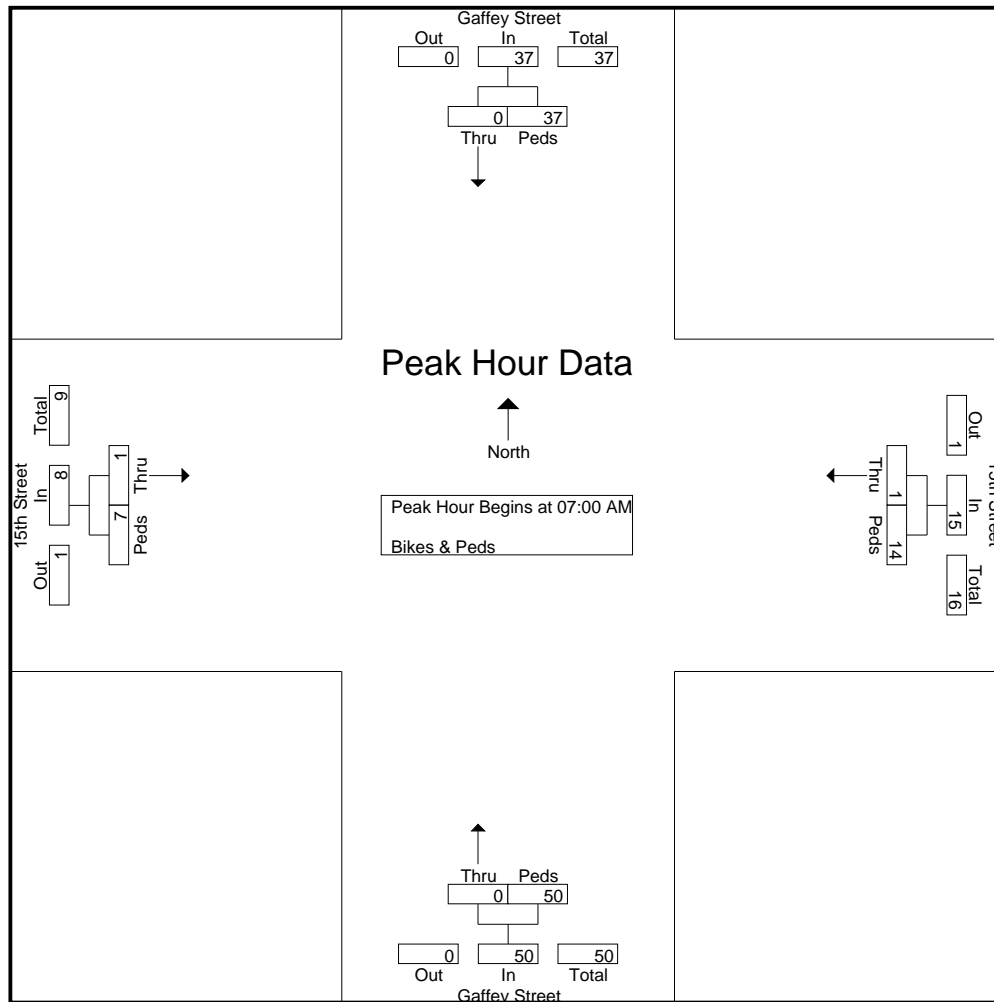 Gaffey Street
Out In Total
0 37 37
0 37
Thru Peds
Peak Hour Data
North
Peak Hour Begins at 07:00 AM
Bikes & Peds
15th Street
Total In Out
9 8 1
1 7
Thru Peds
Street
Out In Total
1 15 16
1 14
Thru Peds
Thru Peds
0 50
0 50 50
Out In Total
Gaffey Street